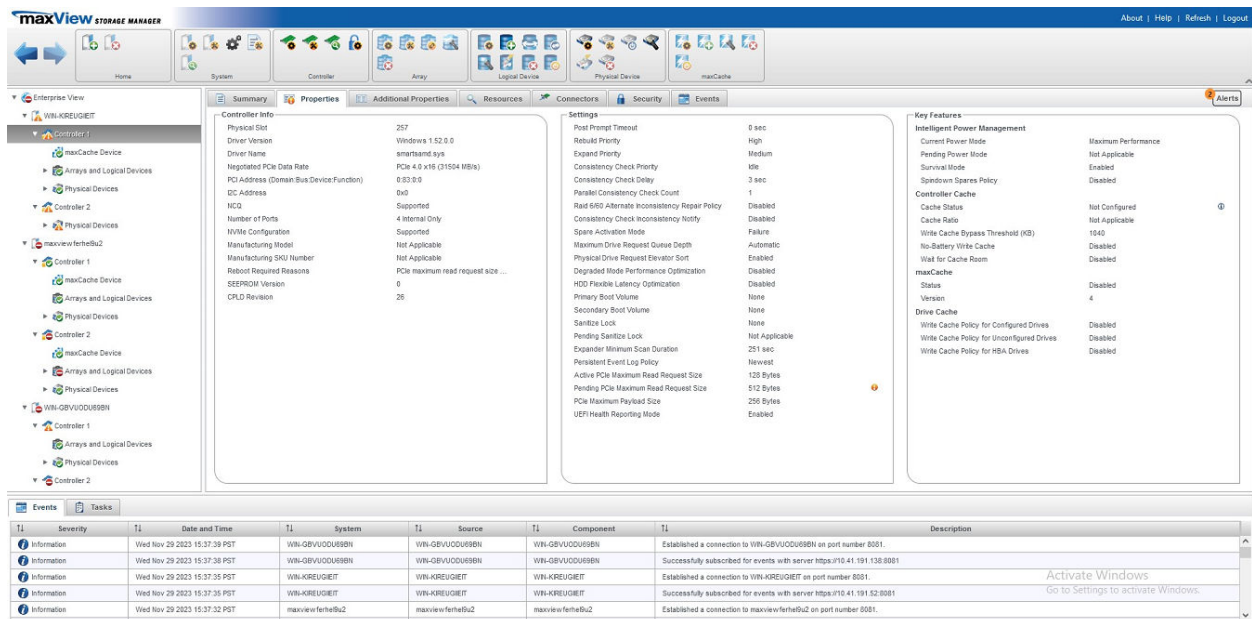 maxView STORAGE MANAGER
About | Help | Refresh | Logout
Home
System
Controller
Array
Logical Device
Physical Device
maxCache
Enterprise View
WIN-KIREUGIEIT
Controller 1
maxCache Device
Arrays and Logical Devices
Physical Devices
Controller 2
Physical Devices
maxview ferhel9u2
Controller 1
maxCache Device
Arrays and Logical Devices
Physical Devices
Controller 2
maxCache Device
Arrays and Logical Devices
Physical Devices
WIN-GBVUODU69BN
Controller 1
Arrays and Logical Devices
Physical Devices
Controller 2
Summary Properties Additional Properties Resources Connectors Security Events
2 Alerts
Controller Info
Physical Slot 257
Driver Version Windows 1.52.0.0
Driver Name smartsamd.sys
Negotiated PCIe Data Rate PCIe 4.0 x16 (31504 MB/s)
PCI Address (Domain:Bus:Device:Function) 0:83:0:0
I2C Address 0x0
NCQ Supported
Number of Ports 4 Internal Only
NVMe Configuration Supported
Manufacturing Model Not Applicable
Manufacturing SKU Number Not Applicable
Reboot Required Reasons PCIe maximum read request size ...
SEEPROM Version 0
CPLD Revision 26
Settings
Post Prompt Timeout 0 sec
Rebuild Priority High
Expand Priority Medium
Consistency Check Priority Idle
Consistency Check Delay 3 sec
Parallel Consistency Check Count 1
Raid 6/60 Alternate Inconsistency Repair Policy Disabled
Consistency Check Inconsistency Notify Disabled
Spare Activation Mode Failure
Maximum Drive Request Queue Depth Automatic
Physical Drive Request Elevator Sort Enabled
Degraded Mode Performance Optimization Disabled
HDD Flexible Latency Optimization Disabled
Primary Boot Volume None
Secondary Boot Volume None
Sanitize Lock None
Pending Sanitize Lock Not Applicable
Expander Minimum Scan Duration 251 sec
Persistent Event Log Policy Newest
Active PCIe Maximum Read Request Size 128 Bytes
Pending PCIe Maximum Read Request Size 512 Bytes
PCIe Maximum Payload Size 256 Bytes
UEFI Health Reporting Mode Enabled
Key Features
Intelligent Power Management
Current Power Mode Maximum Performance
Pending Power Mode Not Applicable
Survival Mode Enabled
Spindown Spares Policy Disabled
Controller Cache
Cache Status Not Configured
Cache Ratio Not Applicable
Write Cache Bypass Threshold (KB) 1040
No-Battery Write Cache Disabled
Wait for Cache Room Disabled
maxCache
Status Disabled
Version 4
Drive Cache
Write Cache Policy for Configured Drives Disabled
Write Cache Policy for Unconfigured Drives Disabled
Write Cache Policy for HBA Drives Disabled
Events Tasks
Severity Date and Time System Source Component Description
Information Wed Nov 29 2023 15:37:39 PST WIN-GBVUODU69BN WIN-GBVUODU69BN WIN-GBVUODU69BN Established a connection to WIN-GBVUODU69BN on port number 8081.
Information Wed Nov 29 2023 15:37:38 PST WIN-GBVUODU69BN WIN-GBVUODU69BN WIN-GBVUODU69BN Successfully subscribed for events with server https://10.41.191.138:8081
Information Wed Nov 29 2023 15:37:35 PST WIN-KIREUGIEIT WIN-KIREUGIEIT WIN-KIREUGIEIT Established a connection to WIN-KIREUGIEIT on port number 8081.
Information Wed Nov 29 2023 15:37:35 PST WIN-KIREUGIEIT WIN-KIREUGIEIT WIN-KIREUGIEIT Successfully subscribed for events with server https://10.41.191.52:8081
Information Wed Nov 29 2023 15:37:32 PST maxview ferhel9u2 maxview ferhel9u2 maxview ferhel9u2 Established a connection to maxview ferhel9u2 on port number 8081.
Activate Windows
Go to Settings to activate Windows.